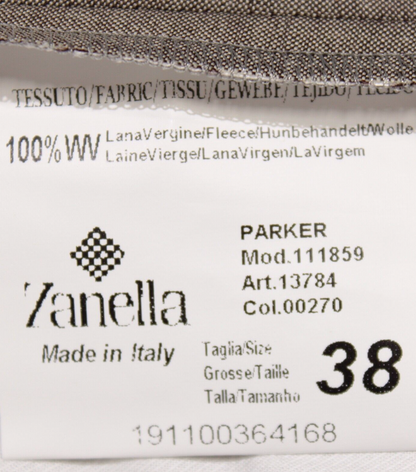 TESSUTO/FABRIC/TISSU/GEWEBE/TEJIDO/
100% WV LanaVergine/Fleece/Hunbehandelt/Wolle
LaineVierge/LanaVirgen/LaVirgem
PARKER
Mod.111859
Art.13784
Col.00270
Zanella
Made in Italy
Taglia/Size
Grosse/Taille
Talla/Tamanho
38
191100364168